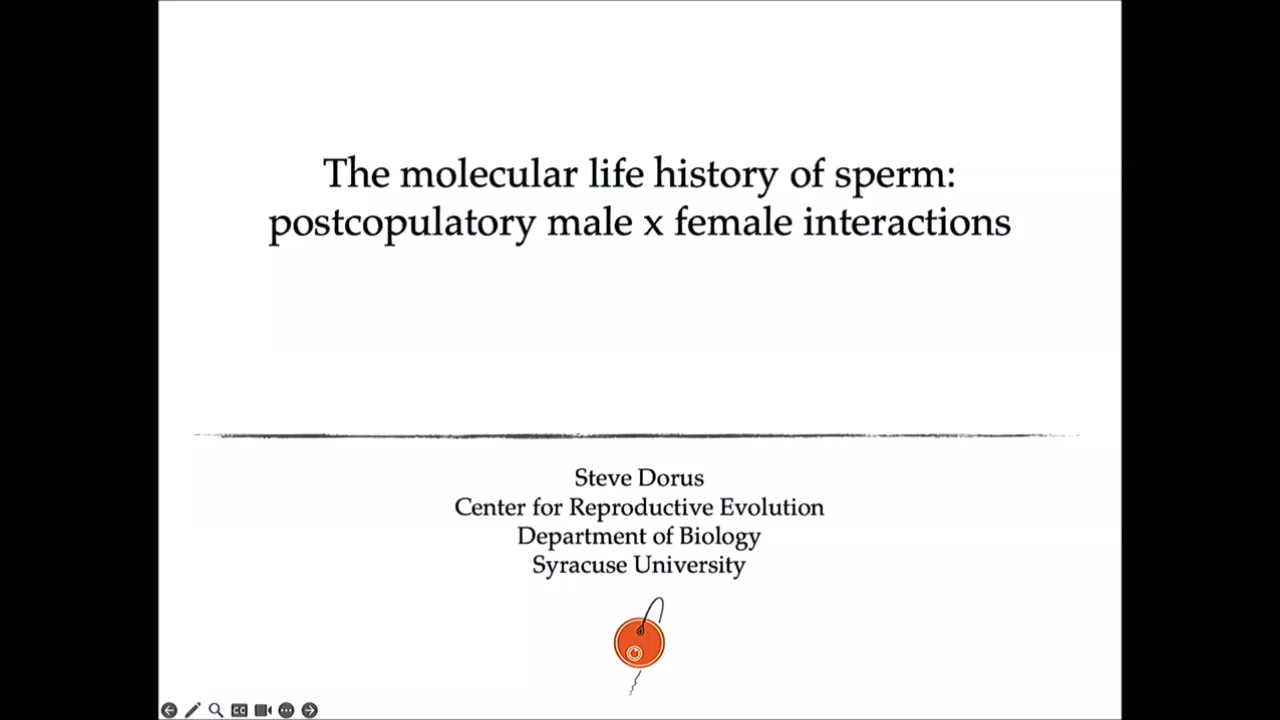 The molecular life history of sperm:
postcopulatory male x female interactions
Steve Dorus
Center for Reproductive Evolution
Department of Biology
Syracuse University
CC